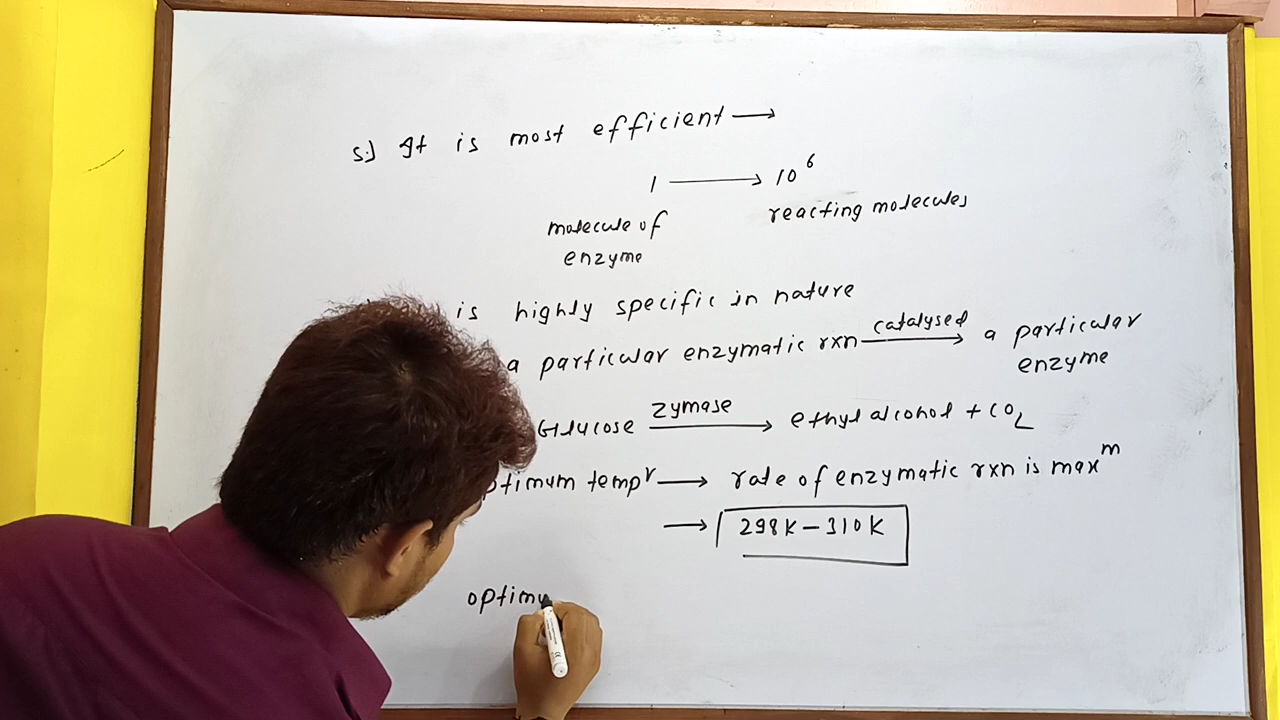 5.) It is most efficient →
1 → 10⁶
molecule of reacting molecules
enzyme
is highly specific in nature
a particular enzymatic rxn catalysed → a particular
enzyme
Glucose zymase → ethyl alcohol + CO₂
optimum tempʳ → rate of enzymatic rxn is maxᵐ
→ 298K – 310K
optimu